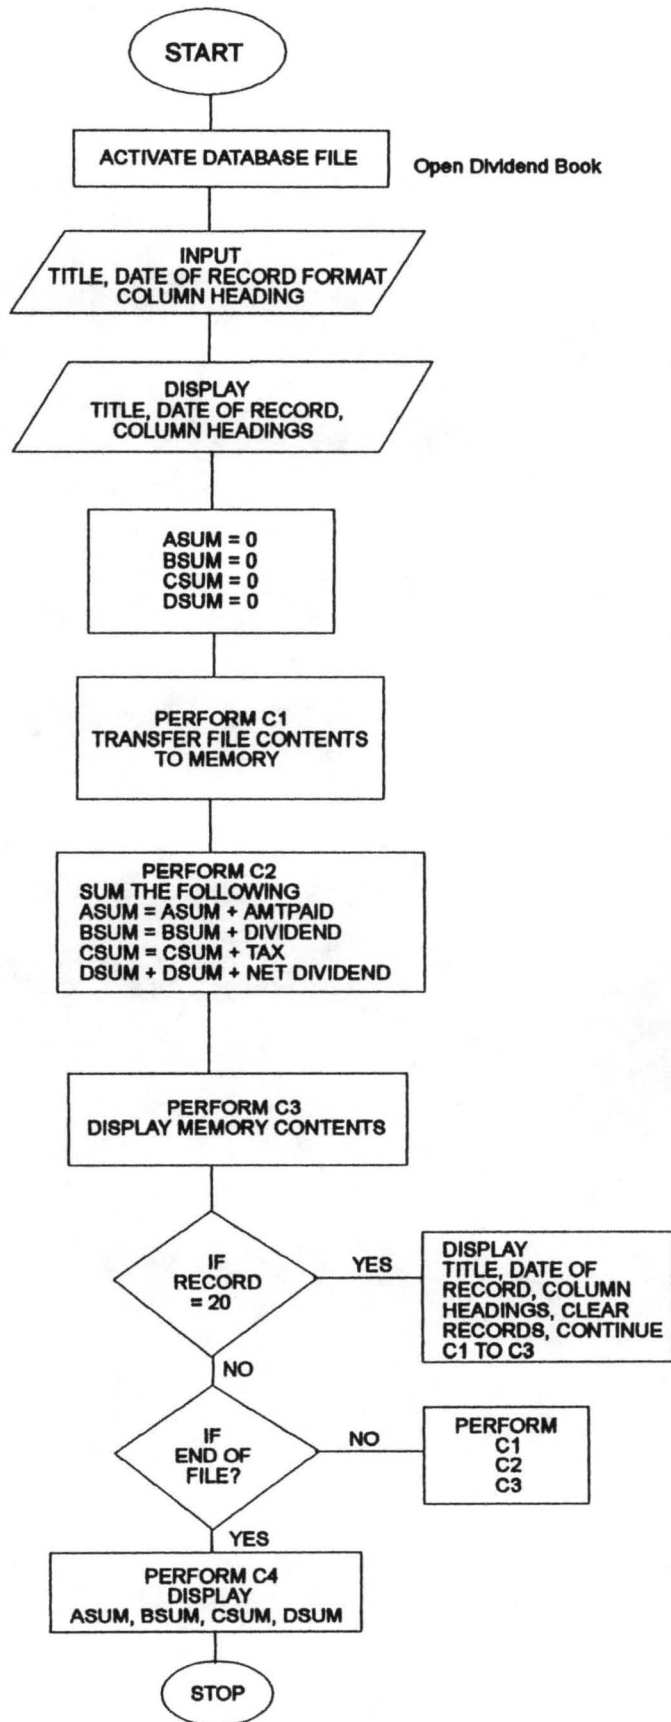 START
ACTIVATE DATABASE FILE
Open Dividend Book
INPUT
TITLE, DATE OF RECORD FORMAT
COLUMN HEADING
DISPLAY
TITLE, DATE OF RECORD,
COLUMN HEADINGS
ASUM = 0
BSUM = 0
CSUM = 0
DSUM = 0
PERFORM C1
TRANSFER FILE CONTENTS
TO MEMORY
PERFORM C2
SUM THE FOLLOWING
ASUM = ASUM + AMTPAID
BSUM = BSUM + DIVIDEND
CSUM = CSUM + TAX
DSUM + DSUM + NET DIVIDEND
PERFORM C3
DISPLAY MEMORY CONTENTS
IF
RECORD
= 20
YES
DISPLAY
TITLE, DATE OF
RECORD, COLUMN
HEADINGS, CLEAR
RECORDS, CONTINUE
C1 TO C3
NO
IF
END OF
FILE?
NO
PERFORM
C1
C2
C3
YES
PERFORM C4
DISPLAY
ASUM, BSUM, CSUM, DSUM
STOP